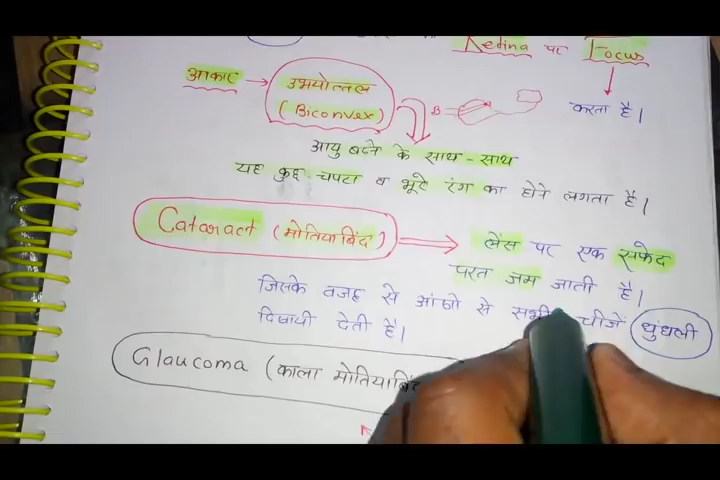 Retina पर Focus
करता है।
आकार → उभयोत्तल
(Biconvex)
B
आयु बढने के साथ-साथ
यह कुछ चपटा व भूरे रंग का होने लगता है।
Cataract (मोतियाबिंद) ⇒ लेंस पर एक सफेद
परत जम जाती है।
जिसके वजह से आंखो से सभी चीजें धुंधली
दिखायी देती हैं।
Glaucoma (काला मोतियाबिंद